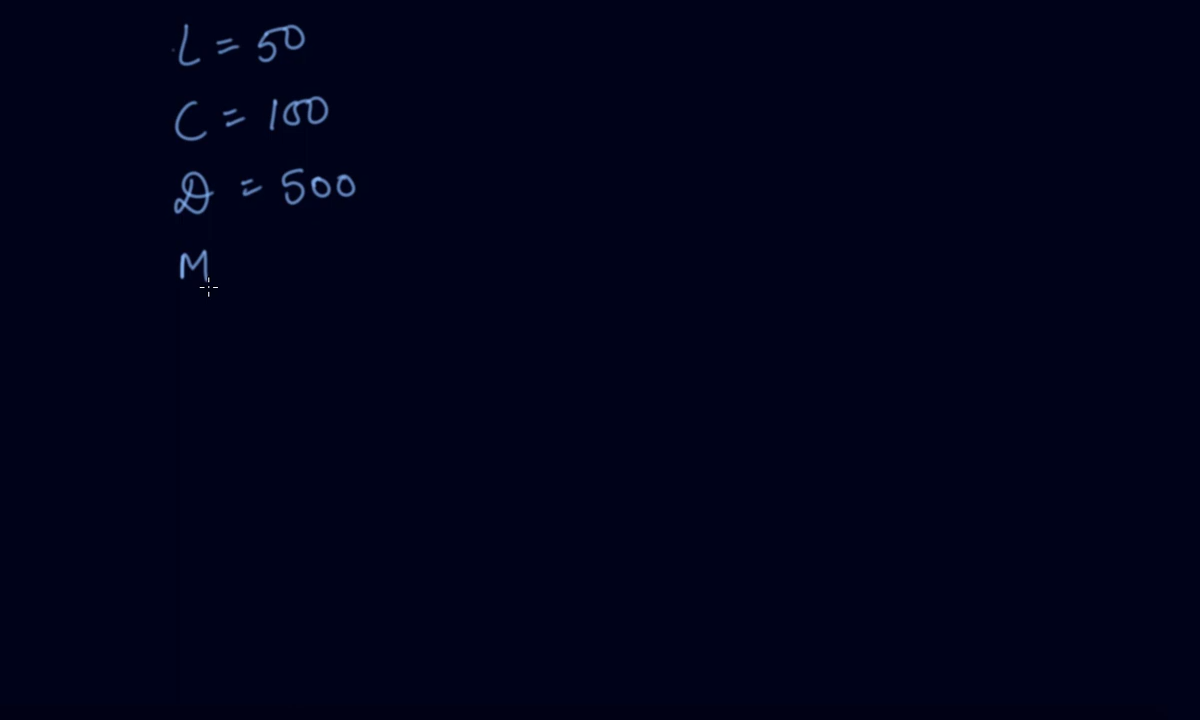 L = 50
C = 100
D = 500
M